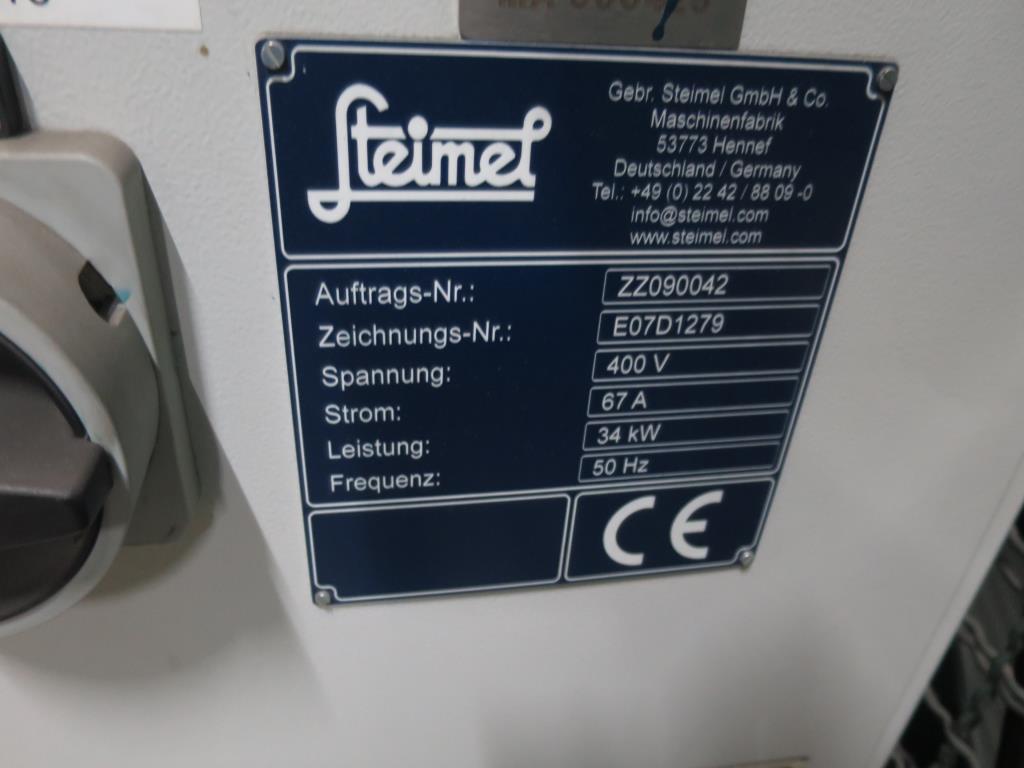 Steimel
Gebr. Steimel GmbH & Co.
Maschinenfabrik
53773 Hennef
Deutschland / Germany
Tel.: +49 (0) 22 42 / 88 09 -0
info@steimel.com
www.steimel.com
Auftrags-Nr.: ZZ090042
Zeichnungs-Nr.: E07D1279
Spannung: 400 V
Strom: 67 A
Leistung: 34 kW
Frequenz: 50 Hz
CE